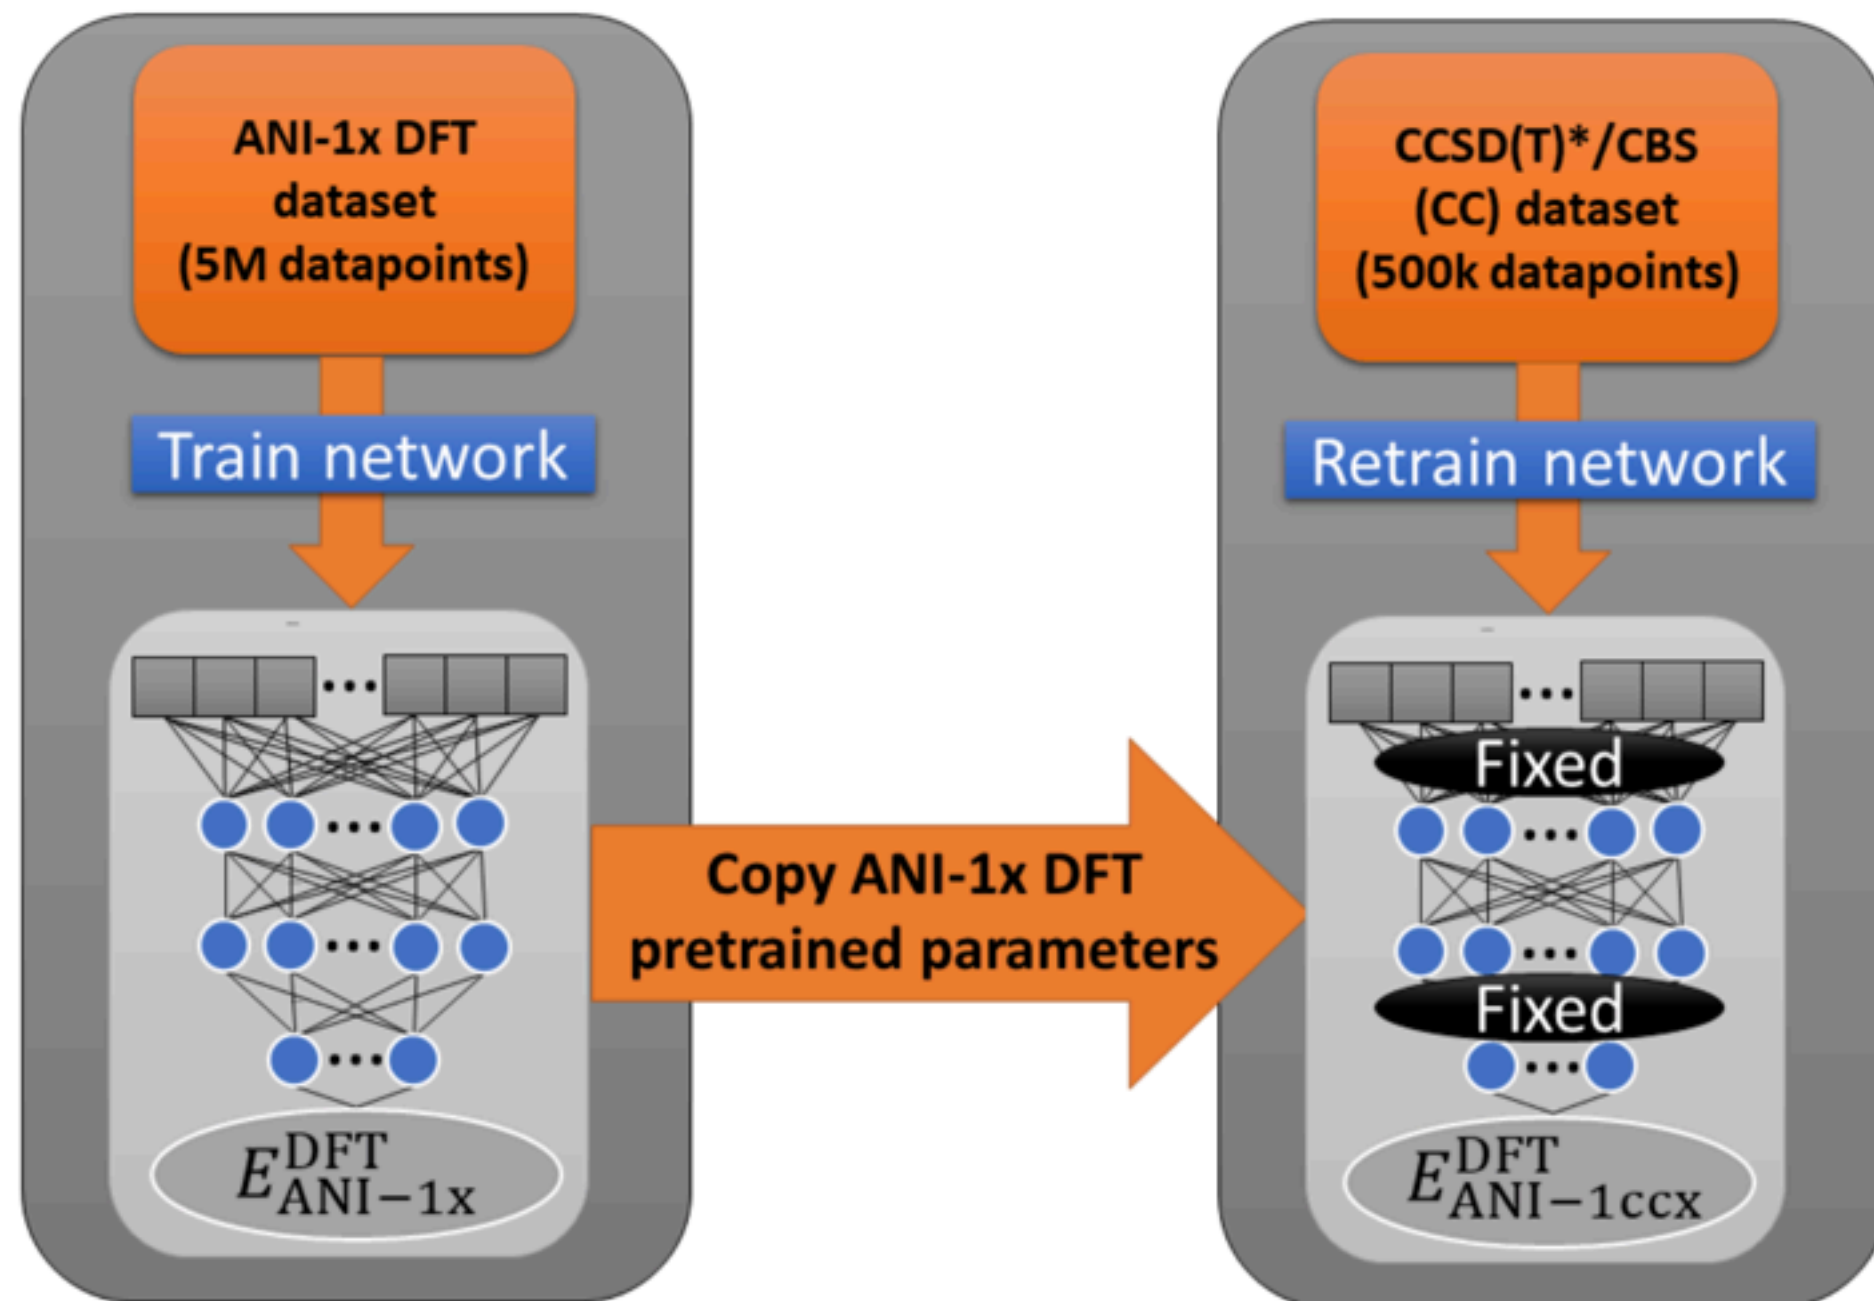 ANI-1x DFT
dataset
(5M datapoints)
Train network
E^DFT_ANI−1x
Copy ANI-1x DFT
pretrained parameters
CCSD(T)*/CBS
(CC) dataset
(500k datapoints)
Retrain network
Fixed
Fixed
E^DFT_ANI−1ccx